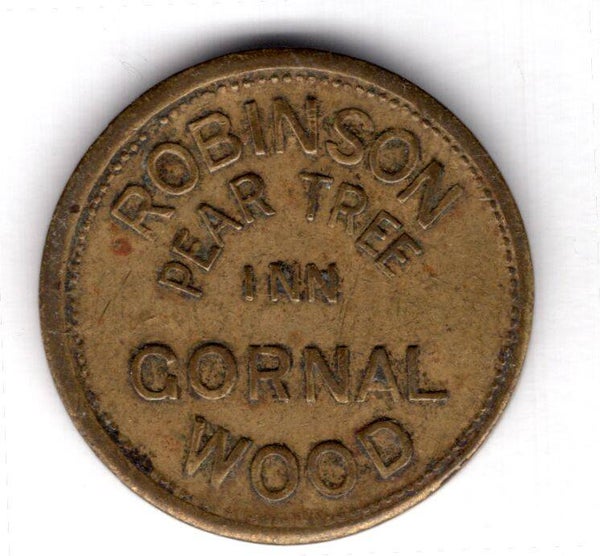 ROBINSON
PEAR TREE
INN
GORNAL
WOOD